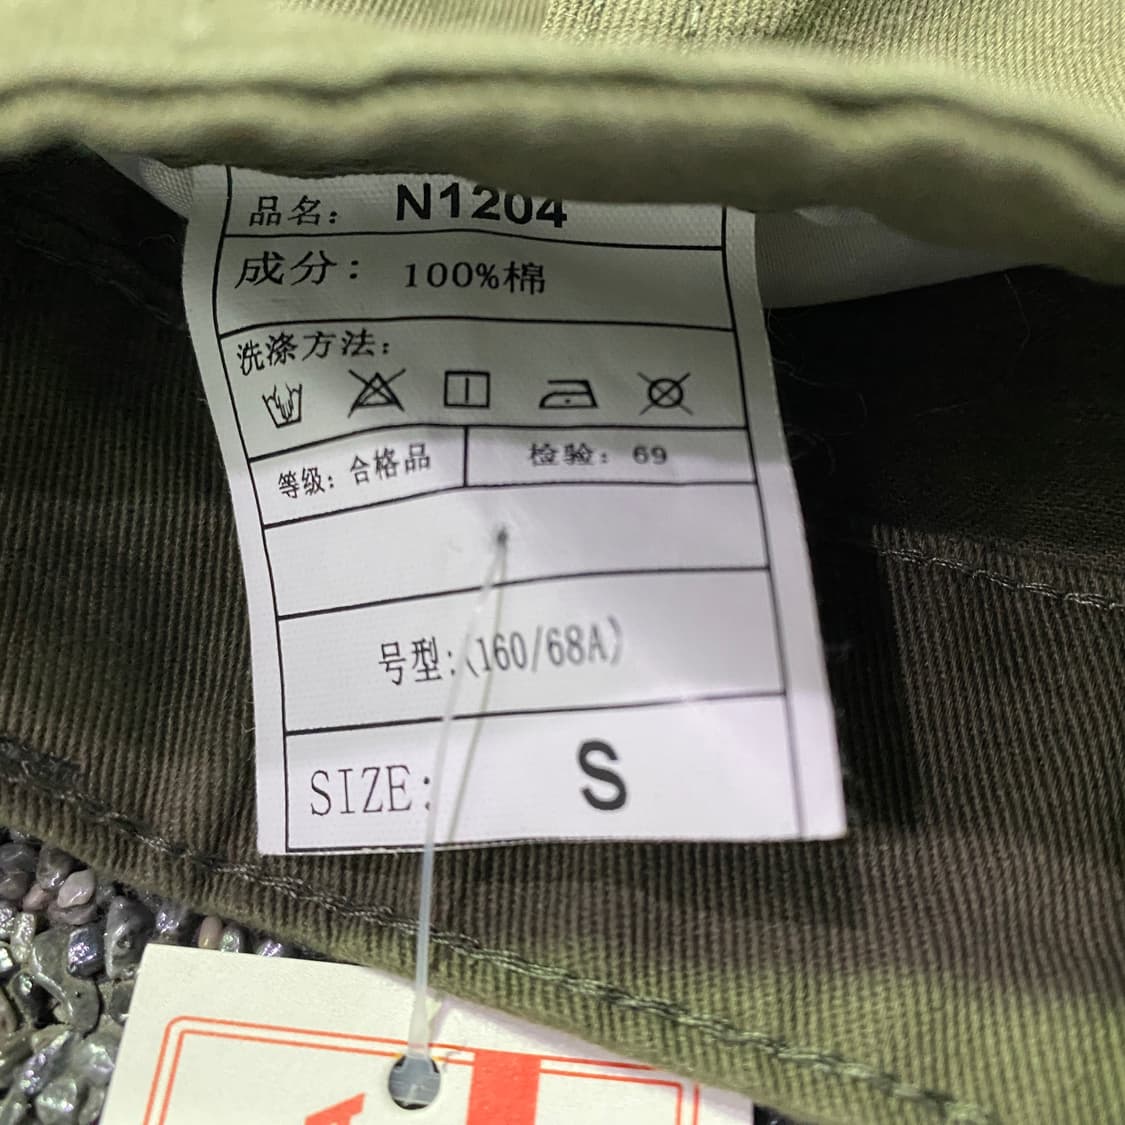 品名： N1204
成分： 100%棉
洗涤方法：
等级：合格品 检验：69
号型：(160/68A)
SIZE: S